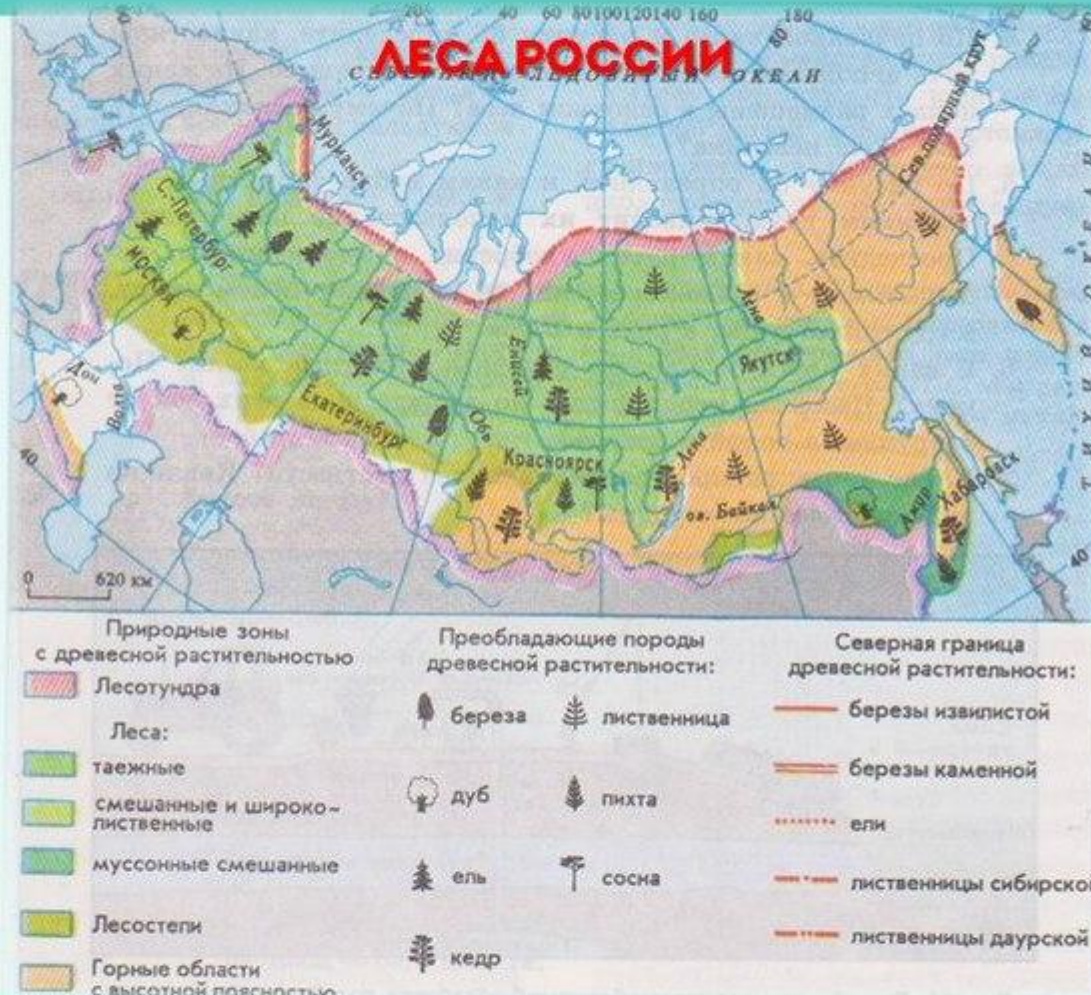 20 40 60 80 100 120 140 160 180
80
ЛЕСА РОССИИ
СЕВЕРНЫЙ ЛЕДОВИТЫЙ ОКЕАН
Сев. полярный круг
Мурманск
С.-Петербург
МОСКВА
Лена
Якутск
Енисей
Дон
Волга
Екатеринбург
Обь
Красноярск
Лена
оз. Байкал
Амур
Хабаровск
40
40
0 620 км
Природные зоны
с древесной растительностью
Лесотундра
Леса:
таежные
смешанные и широко-
лиственные
муссонные смешанные
Лесостепи
Горные области
с высотной поясностью
Преобладающие породы
древесной растительности:
береза
лиственница
дуб
пихта
ель
сосна
кедр
Северная граница
древесной растительности:
березы извилистой
березы каменной
ели
лиственницы сибирской
лиственницы даурской